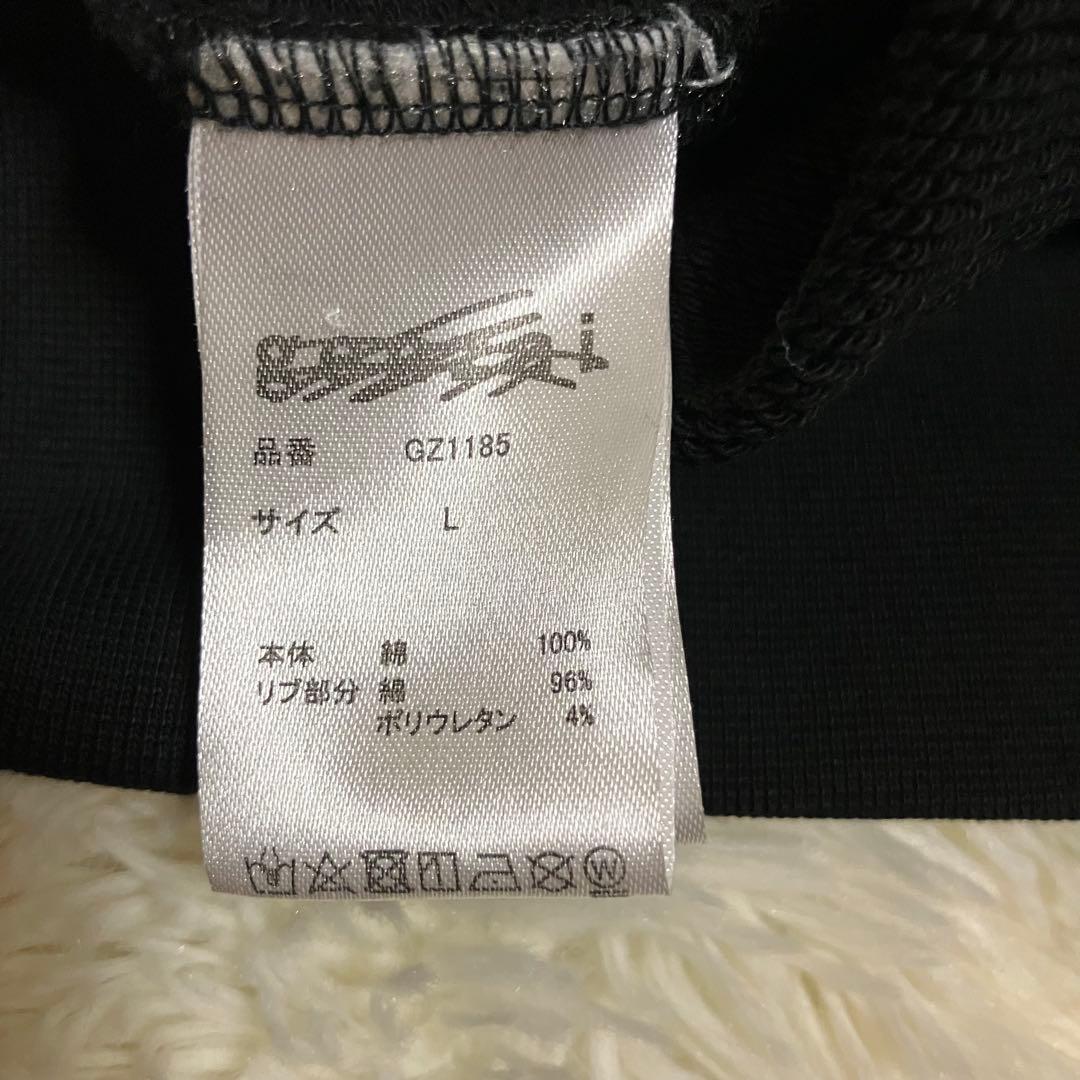 品番 GZ1185
サイズ L
本体 綿 100%
リブ部分 綿 96%
ポリウレタン 4%
W